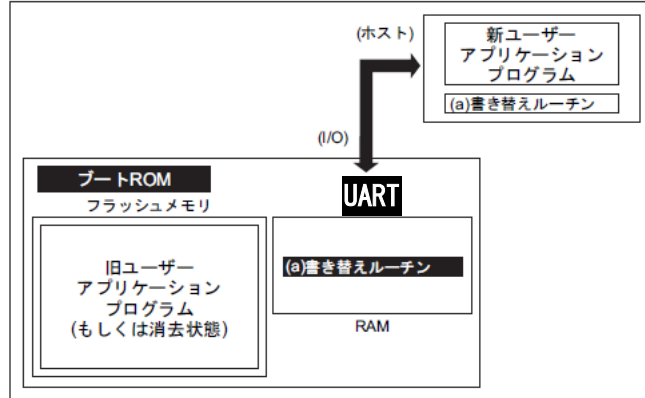 (ホスト)
新ユーザー
アプリケーション
プログラム
(a)書き替えルーチン
(I/O)
ブートROM
UART
フラッシュメモリ
旧ユーザー
アプリケーション
プログラム
(もしくは消去状態)
(a)書き替えルーチン
RAM